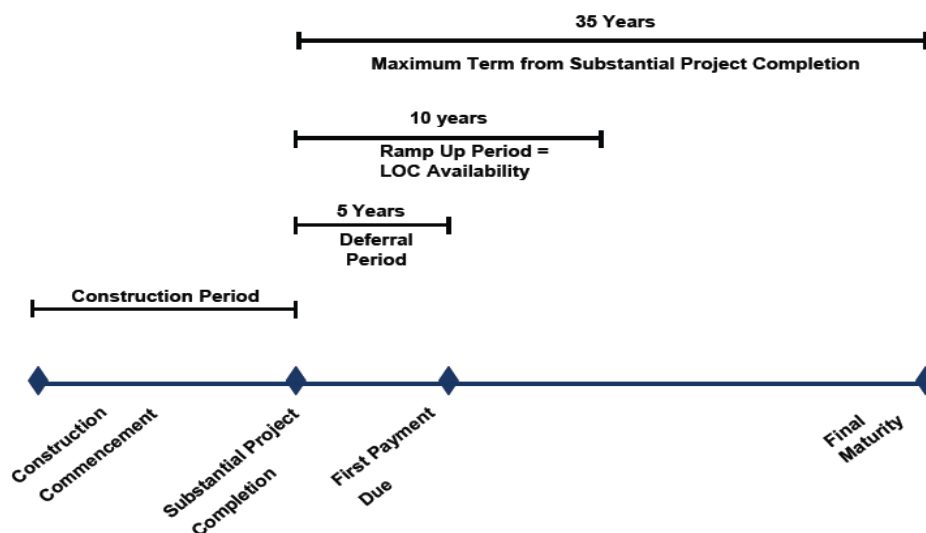 35 Years
Maximum Term from Substantial Project Completion
10 years
Ramp Up Period =
LOC Availability
5 Years
Deferral
Period
Construction Period
Construction
Commencement
Substantial Project
Completion
First Payment
Due
Final
Maturity